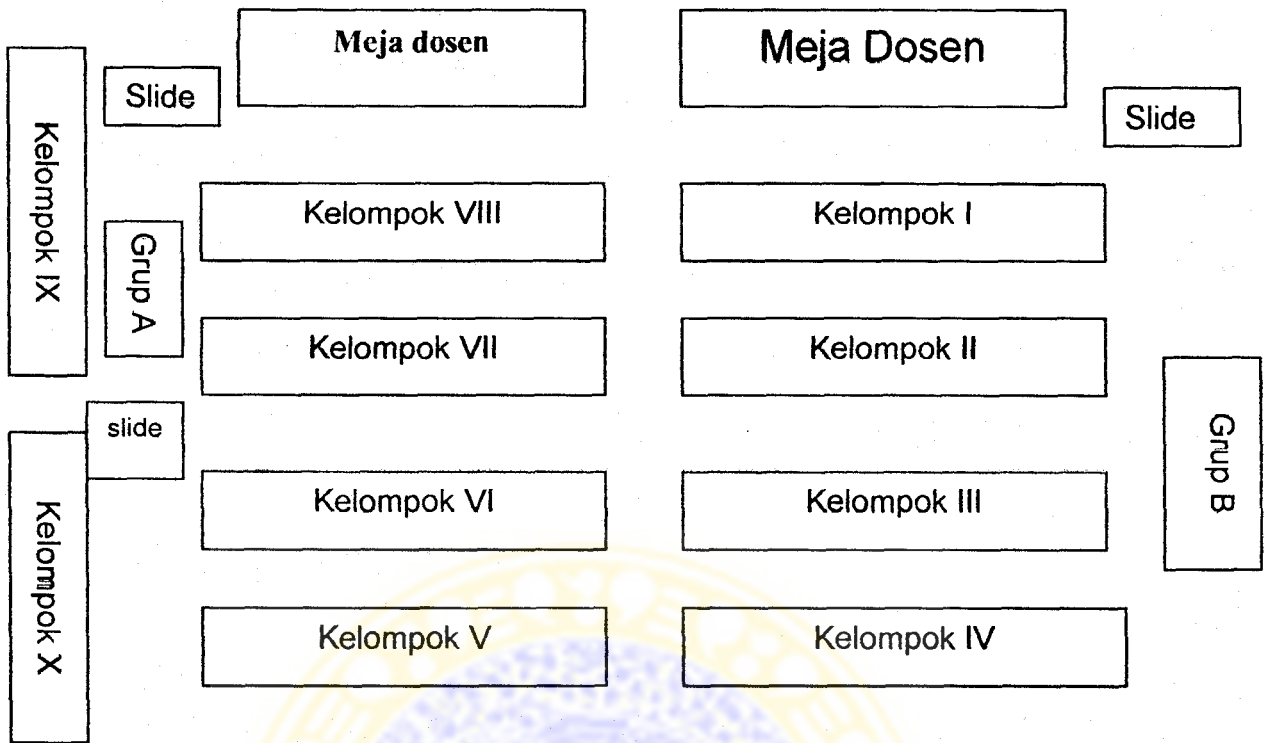 Meja dosen
Meja Dosen
Slide
Slide
Kelompok IX
Kelompok VIII
Kelompok I
Grup A
Kelompok VII
Kelompok II
slide
Grup B
Kelompok X
Kelompok VI
Kelompok III
Kelompok V
Kelompok IV